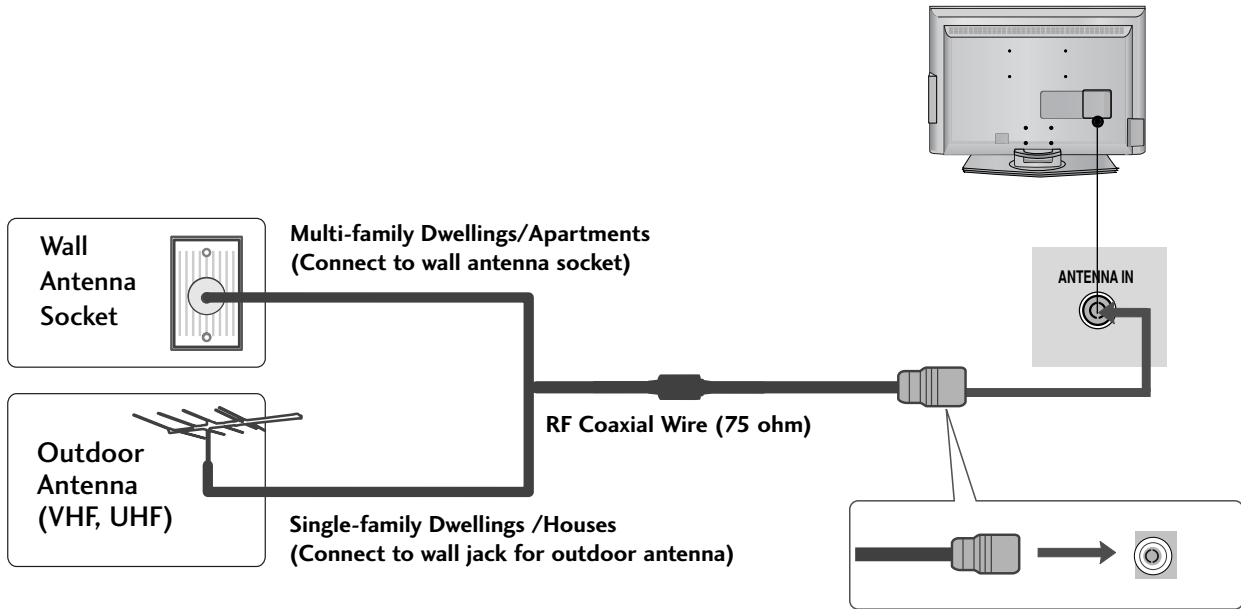 Wall
Antenna
Socket
Multi-family Dwellings/Apartments
(Connect to wall antenna socket)
ANTENNA IN
RF Coaxial Wire (75 ohm)
Outdoor
Antenna
(VHF, UHF)
Single-family Dwellings /Houses
(Connect to wall jack for outdoor antenna)